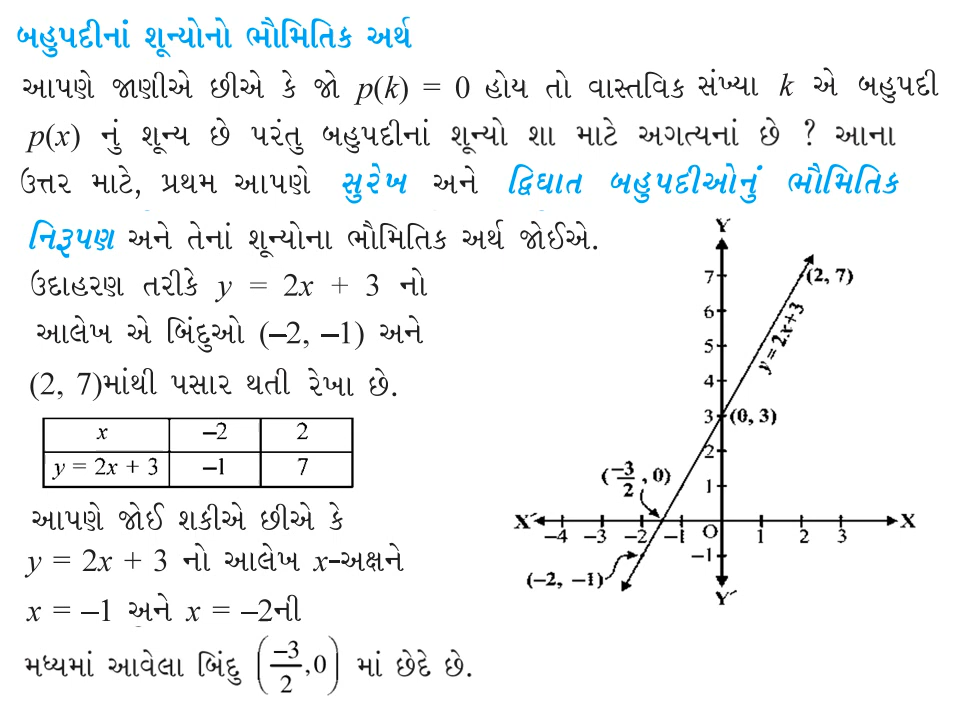 બહુપદીનાં શૂન્યોનો ભૌમિતિક અર્થ
આપણે જાણીએ છીએ કે જો p(k) = 0 હોય તો વાસ્તવિક સંખ્યા k એ બહુપદી
p(x) નું શૂન્ય છે પરંતુ બહુપદીનાં શૂન્યો શા માટે અગત્યનાં છે ? આના
ઉત્તર માટે, પ્રથમ આપણે સુરેખ અને દ્વિઘાત બહુપદીઓનું ભૌમિતિક
નિરૂપણ અને તેનાં શૂન્યોના ભૌમિતિક અર્થ જોઈએ.
ઉદાહરણ તરીકે y = 2x + 3 નો
આલેખ એ બિંદુઓ (–2, –1) અને
(2, 7)માંથી પસાર થતી રેખા છે.
x –2 2
y = 2x + 3 –1 7
આપણે જોઈ શકીએ છીએ કે
y = 2x + 3 નો આલેખ x-અક્ષને
x = –1 અને x = –2ની
મધ્યમાં આવેલા બિંદુ (–3/2, 0) માં છેદે છે.
Y
7 (2, 7)
6
5 y = 2x+3
4
3 (0, 3)
2
(–3/2, 0) 1
X′ –4 –3 –2 –1 O 1 2 3 X
–1
(–2, –1)
Y′